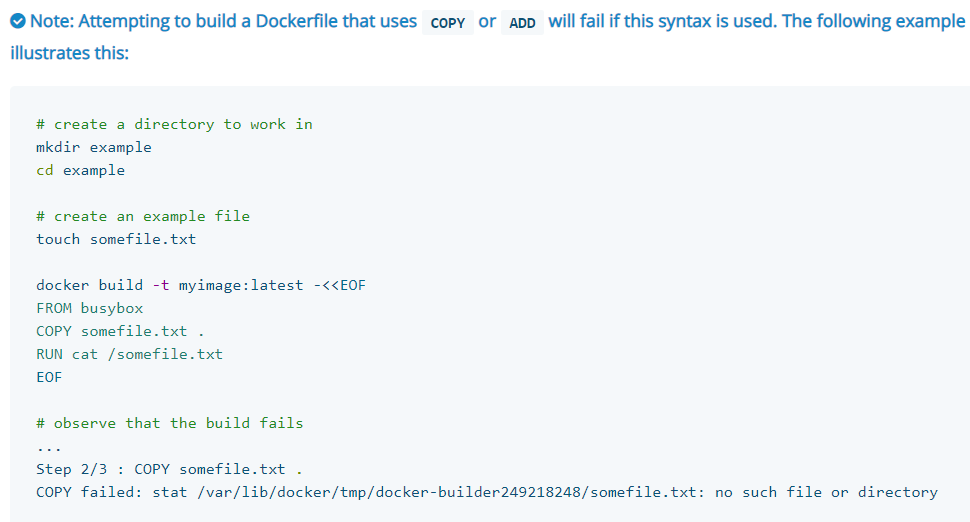 Note: Attempting to build a Dockerfile that uses COPY or ADD will fail if this syntax is used. The following example
illustrates this:
# create a directory to work in
mkdir example
cd example
# create an example file
touch somefile.txt
docker build -t myimage:latest -<<EOF
FROM busybox
COPY somefile.txt .
RUN cat /somefile.txt
EOF
# observe that the build fails
...
Step 2/3 : COPY somefile.txt .
COPY failed: stat /var/lib/docker/tmp/docker-builder249218248/somefile.txt: no such file or directory